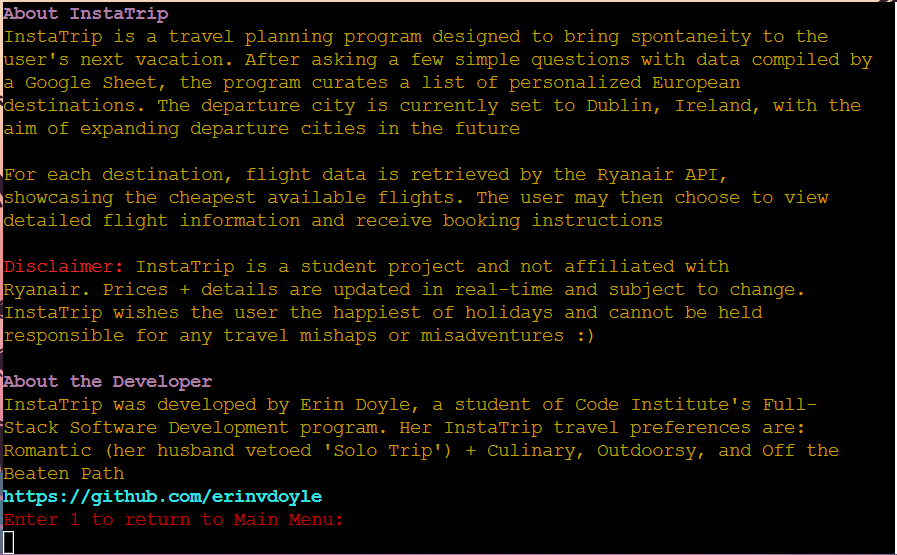 About InstaTrip
InstaTrip is a travel planning program designed to bring spontaneity to the
user's next vacation. After asking a few simple questions with data compiled by
a Google Sheet, the program curates a list of personalized European
destinations. The departure city is currently set to Dublin, Ireland, with the
aim of expanding departure cities in the future
For each destination, flight data is retrieved by the Ryanair API,
showcasing the cheapest available flights. The user may then choose to view
detailed flight information and receive booking instructions
Disclaimer: InstaTrip is a student project and not affiliated with
Ryanair. Prices + details are updated in real-time and subject to change.
InstaTrip wishes the user the happiest of holidays and cannot be held
responsible for any travel mishaps or misadventures :)
About the Developer
InstaTrip was developed by Erin Doyle, a student of Code Institute's Full-
Stack Software Development program. Her InstaTrip travel preferences are:
Romantic (her husband vetoed 'Solo Trip') + Culinary, Outdoorsy, and Off the
Beaten Path
https://github.com/erinvdoyle
Enter 1 to return to Main Menu: